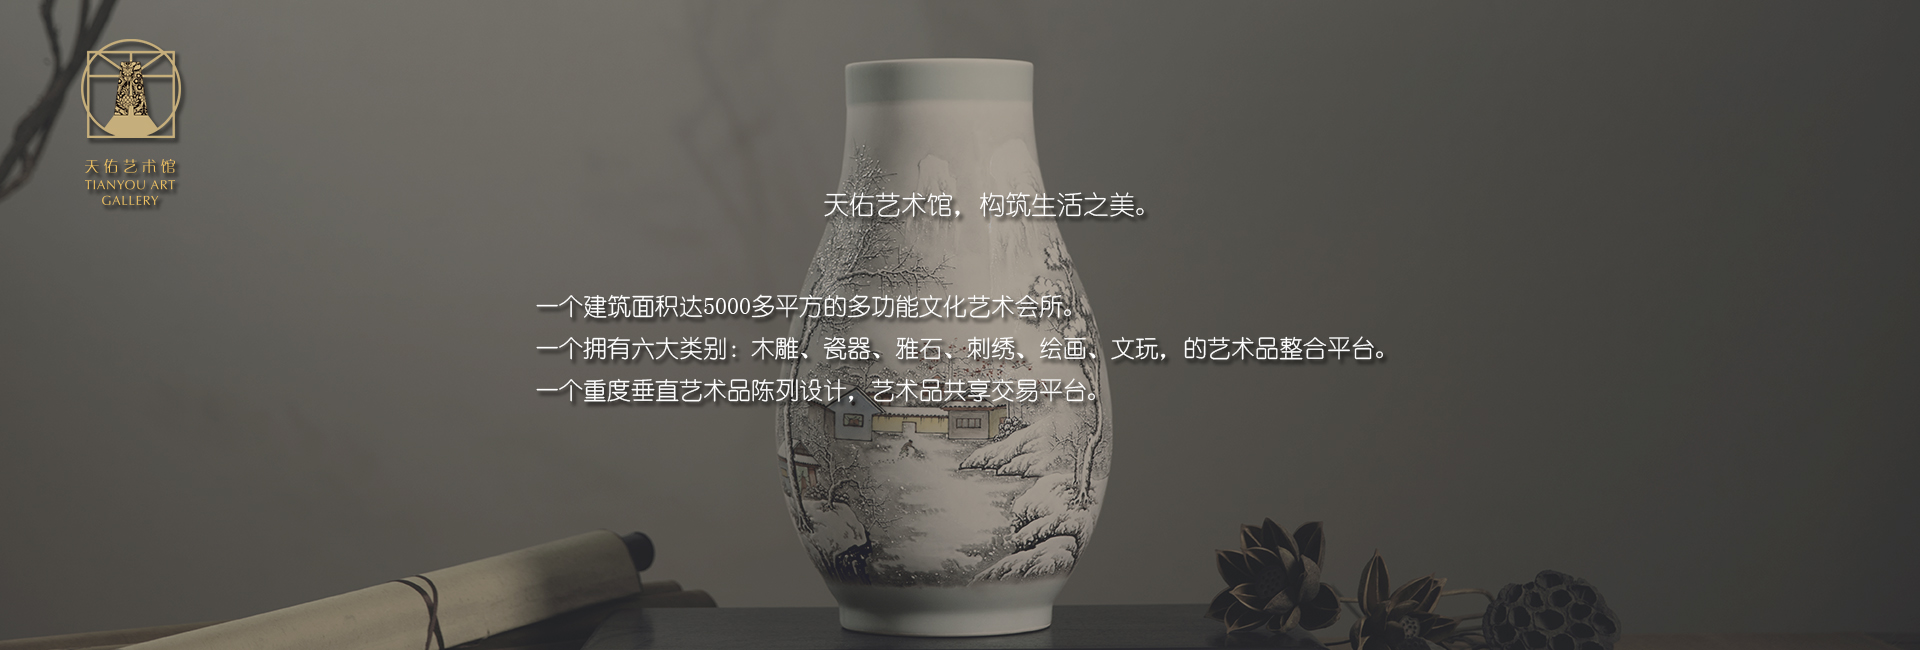 天佑艺术馆
TIANYOU ART
GALLERY
天佑艺术馆，构筑生活之美。
一个建筑面积达5000多平方的多功能文化艺术会所。
一个拥有六大类别：木雕、瓷器、雅石、刺绣、绘画、文玩，的艺术品整合平台。
一个重度垂直艺术品陈列设计，艺术品共享交易平台。